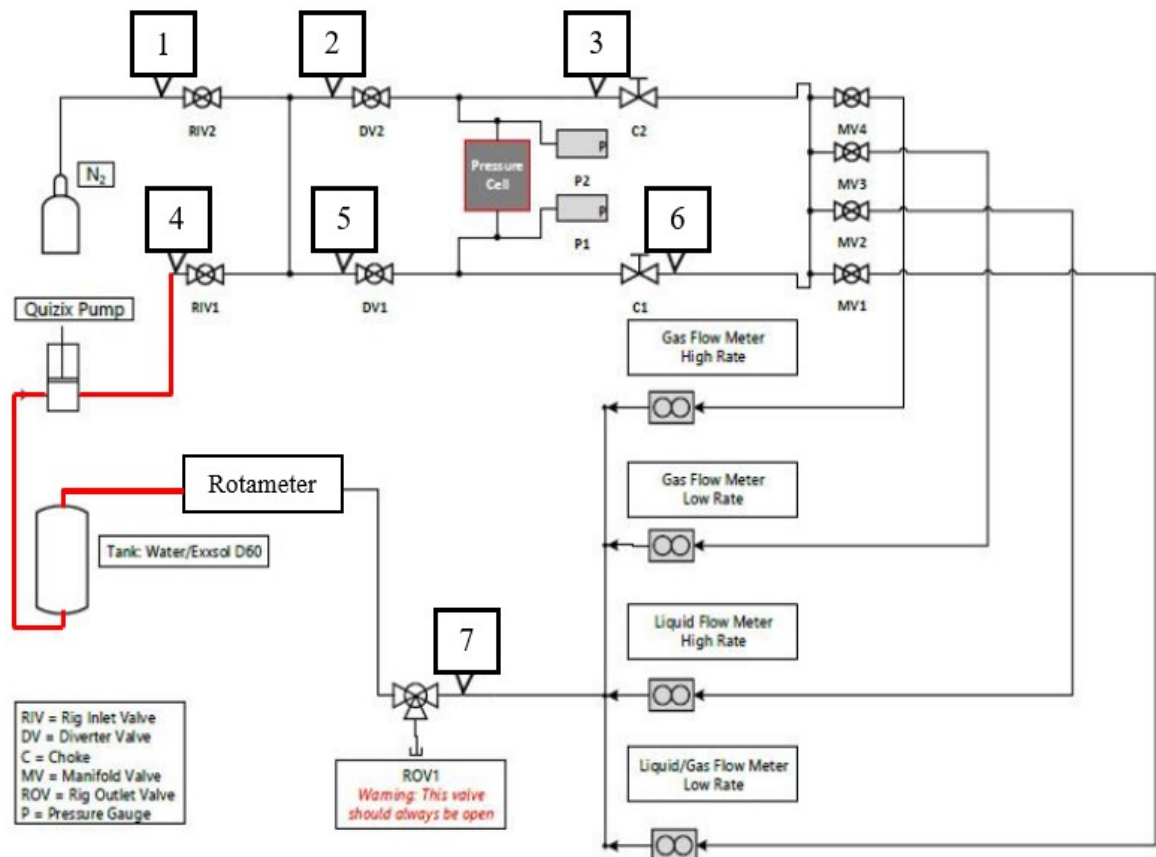 1
2
3
RIV2
DV2
C2
MV4
N₂
Pressure
Cell
P
P2
MV3
4
5
P
P1
6
MV2
RIV1
DV1
C1
MV1
Quizix Pump
Gas Flow Meter
High Rate
Rotameter
Gas Flow Meter
Low Rate
Tank: Water/Exxsol D60
7
Liquid Flow Meter
High Rate
RIV = Rig Inlet Valve
DV = Diverter Valve
C = Choke
MV = Manifold Valve
ROV = Rig Outlet Valve
P = Pressure Gauge
ROV1
Warning: This valve
should always be open
Liquid/Gas Flow Meter
Low Rate